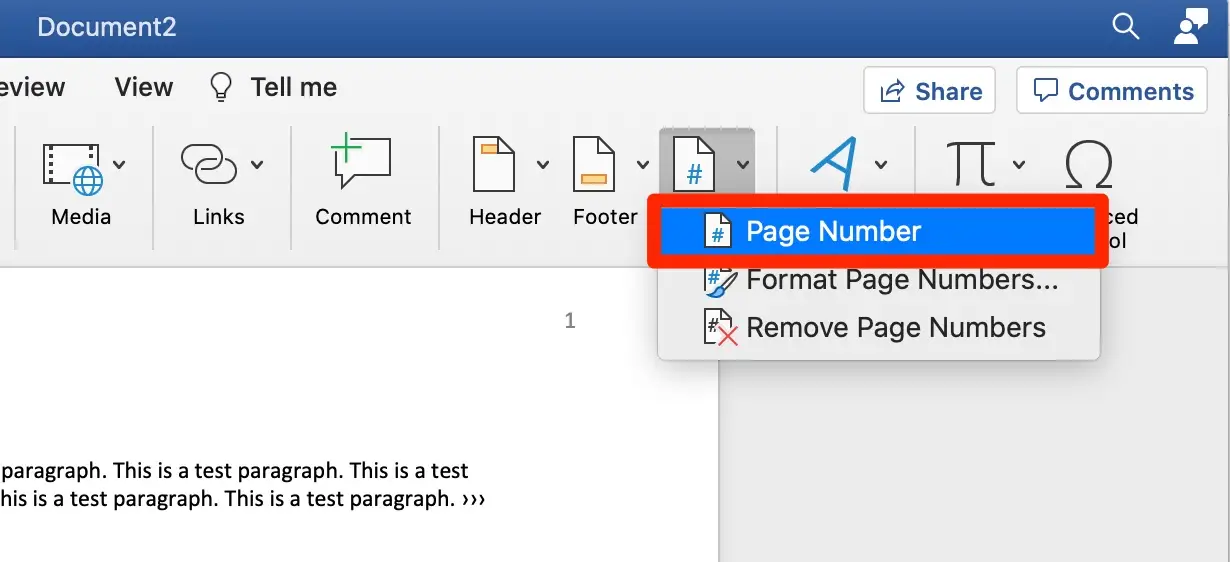 Document2
eview View Tell me Share Comments
Media Links Comment Header Footer
#
# Page Number ced
ol
# Format Page Numbers...
# Remove Page Numbers
1
paragraph. This is a test paragraph. This is a test
his is a test paragraph. This is a test paragraph. ›››